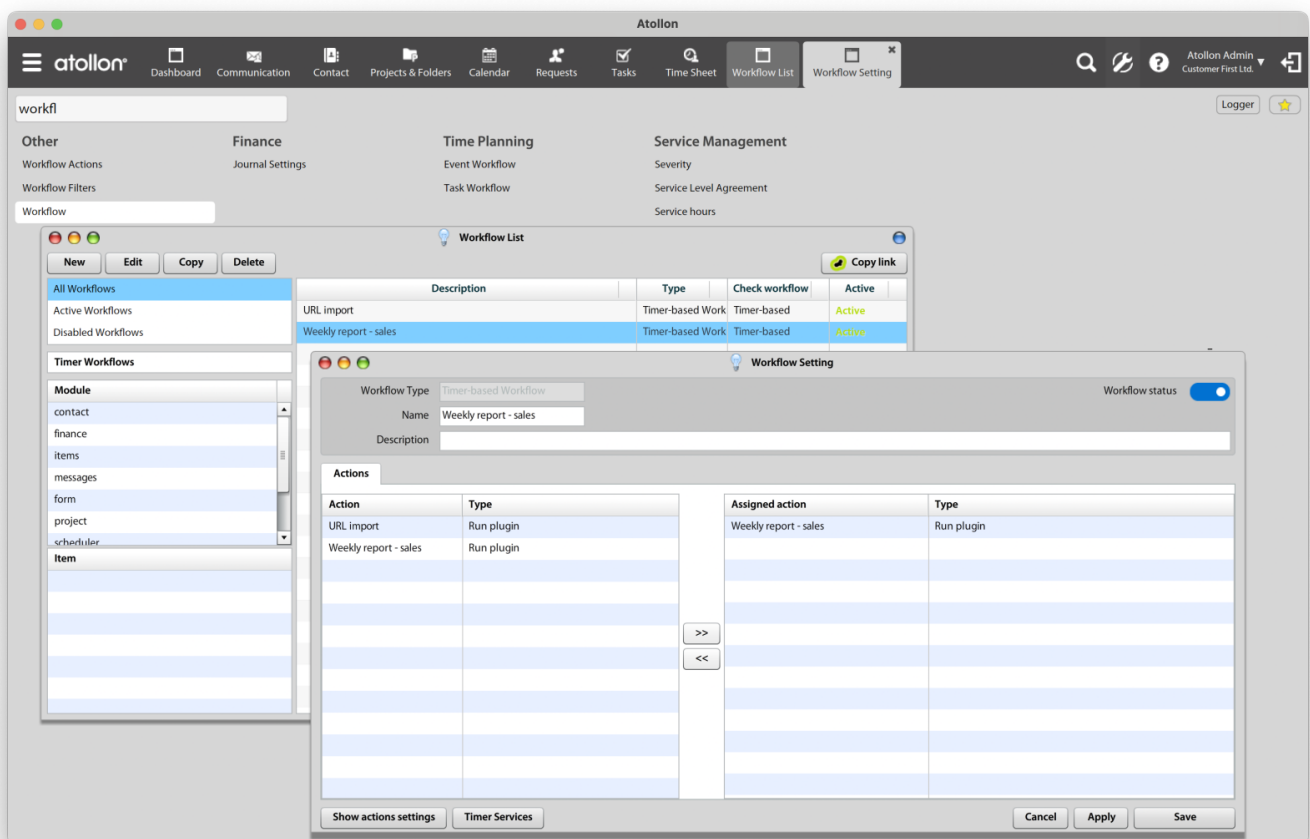 Atollon
atollon
Dashboard
Communication
Contact
Projects & Folders
Calendar
Requests
Tasks
Time Sheet
Workflow List
Workflow Setting
Atollon Admin
Customer First Ltd.
workfl
Logger
Other
Finance
Time Planning
Service Management
Workflow Actions
Journal Settings
Event Workflow
Severity
Workflow Filters
Task Workflow
Service Level Agreement
Workflow
Service hours
Workflow List
New
Edit
Copy
Delete
Copy link
All Workflows
Active Workflows
Disabled Workflows
Timer Workflows
Module
contact
finance
items
messages
form
project
scheduler
Item
Description
Type
Check workflow
Active
URL import
Timer-based Work
Timer-based
Active
Weekly report - sales
Timer-based Work
Timer-based
Active
Workflow Setting
Workflow Type
Timer-based Workflow
Workflow status
Name
Weekly report - sales
Description
Actions
Action
Type
URL import
Run plugin
Weekly report - sales
Run plugin
>>
<<
Assigned action
Type
Weekly report - sales
Run plugin
Show actions settings
Timer Services
Cancel
Apply
Save